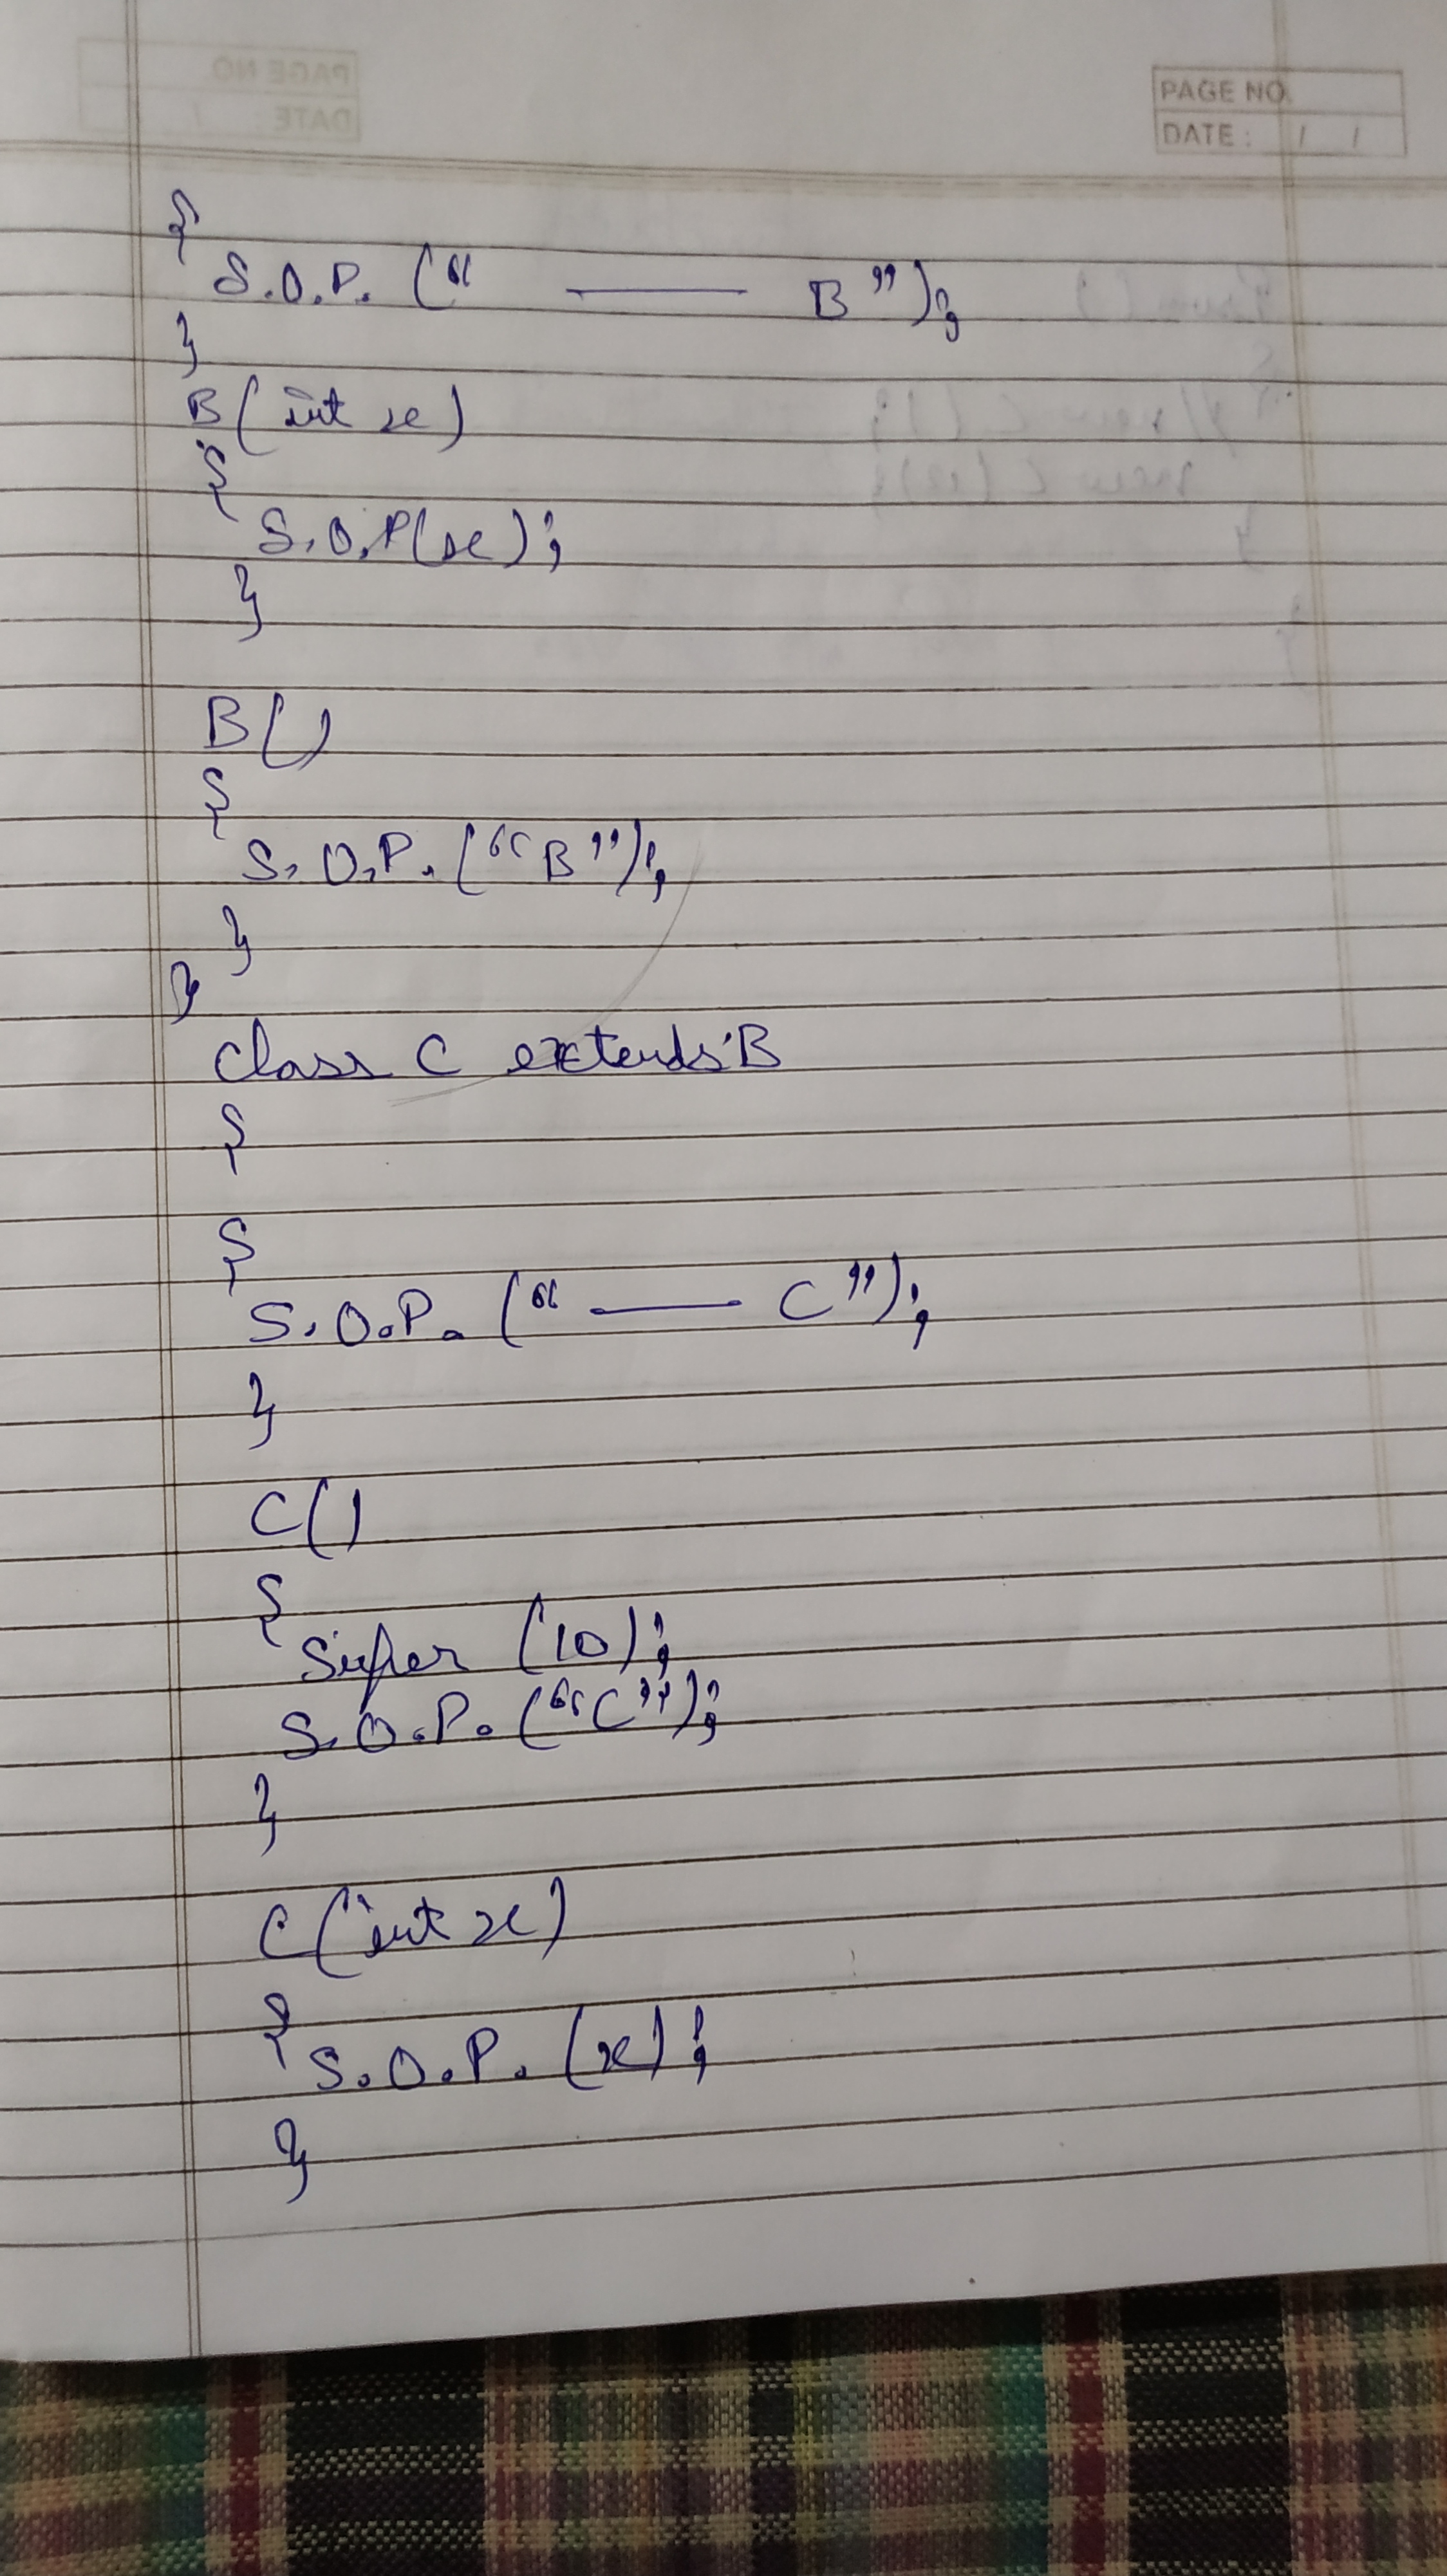 PAGE NO.
DATE: / /
{
S.O.P. (“ —— B”);
}
B(int x)
{
S.O.P(x);
}
B()
{
S.O.P. (“B”);
}
}
class C extends B
{
{
S.O.P. (“ —— C”);
}
C()
{
Super (10);
S.O.P. (“C”);
}
C(int x)
{
S.O.P. (x);
}